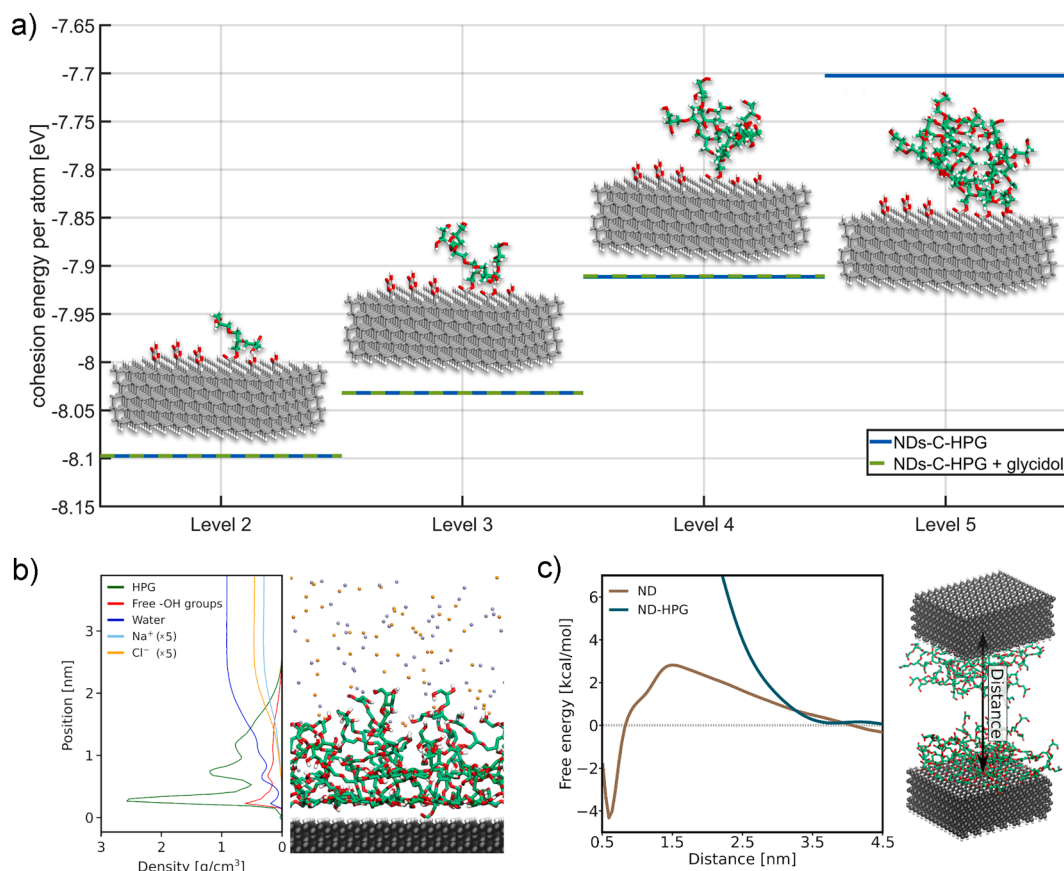 a)
cohesion energy per atom [eV]
-7.65
-7.7
-7.75
-7.8
-7.85
-7.9
-7.95
-8
-8.05
-8.1
-8.15
Level 2
Level 3
Level 4
Level 5
NDs-C-HPG
NDs-C-HPG + glycidol
b)
HPG
Free -OH groups
Water
Na⁺ (×5)
Cl⁻ (×5)
Position [nm]
3
2
1
0
3
2
1
0
Density [g/cm³]
c)
ND
ND-HPG
Free energy [kcal/mol]
6
4
2
0
−2
−4
0.5
1.5
2.5
3.5
4.5
Distance [nm]
Distance